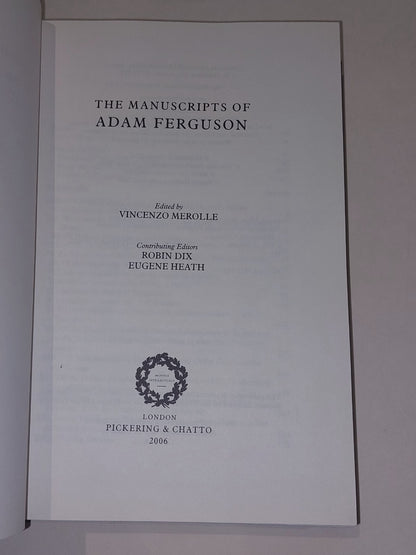 THE MANUSCRIPTS OF
ADAM FERGUSON
Edited by
VINCENZO MEROLLE
Contributing Editors
ROBIN DIX
EUGENE HEATH
LONDON
PICKERING & CHATTO
2006